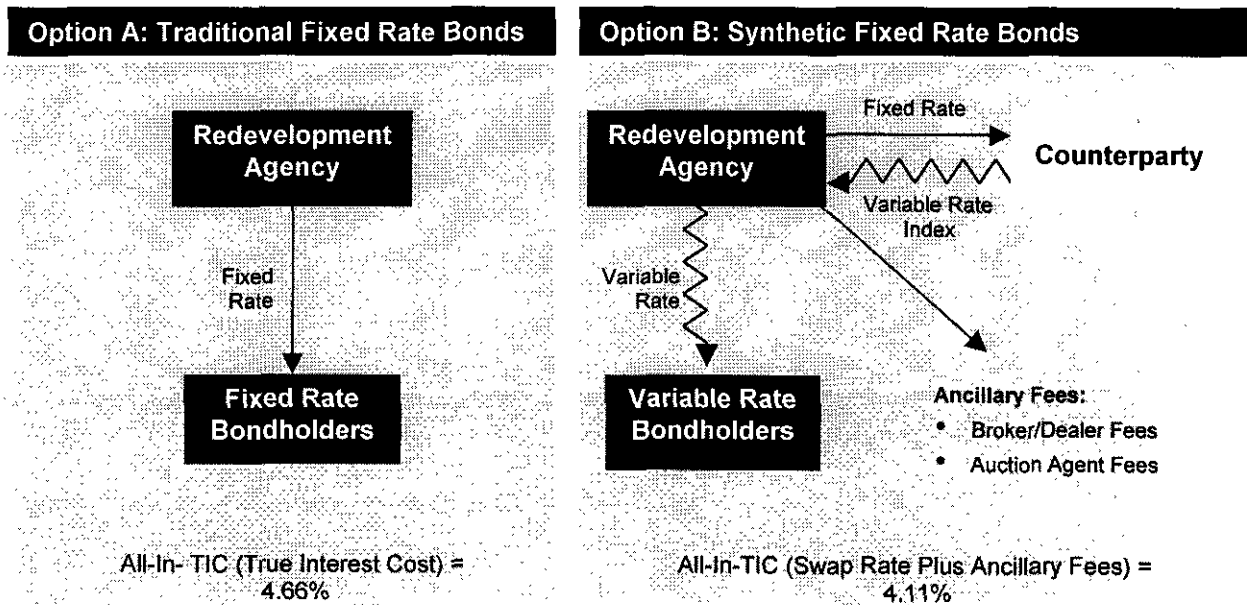 Option A: Traditional Fixed Rate Bonds
Redevelopment
Agency
Fixed
Rate
Fixed Rate
Bondholders
All-In- TIC (True Interest Cost) =
4.66%
Option B: Synthetic Fixed Rate Bonds
Redevelopment
Agency
Fixed Rate
Counterparty
Variable Rate
Index
Variable
Rate
Variable Rate
Bondholders
Ancillary Fees:
• Broker/Dealer Fees
• Auction Agent Fees
All-In-TIC (Swap Rate Plus Ancillary Fees) =
4.11%